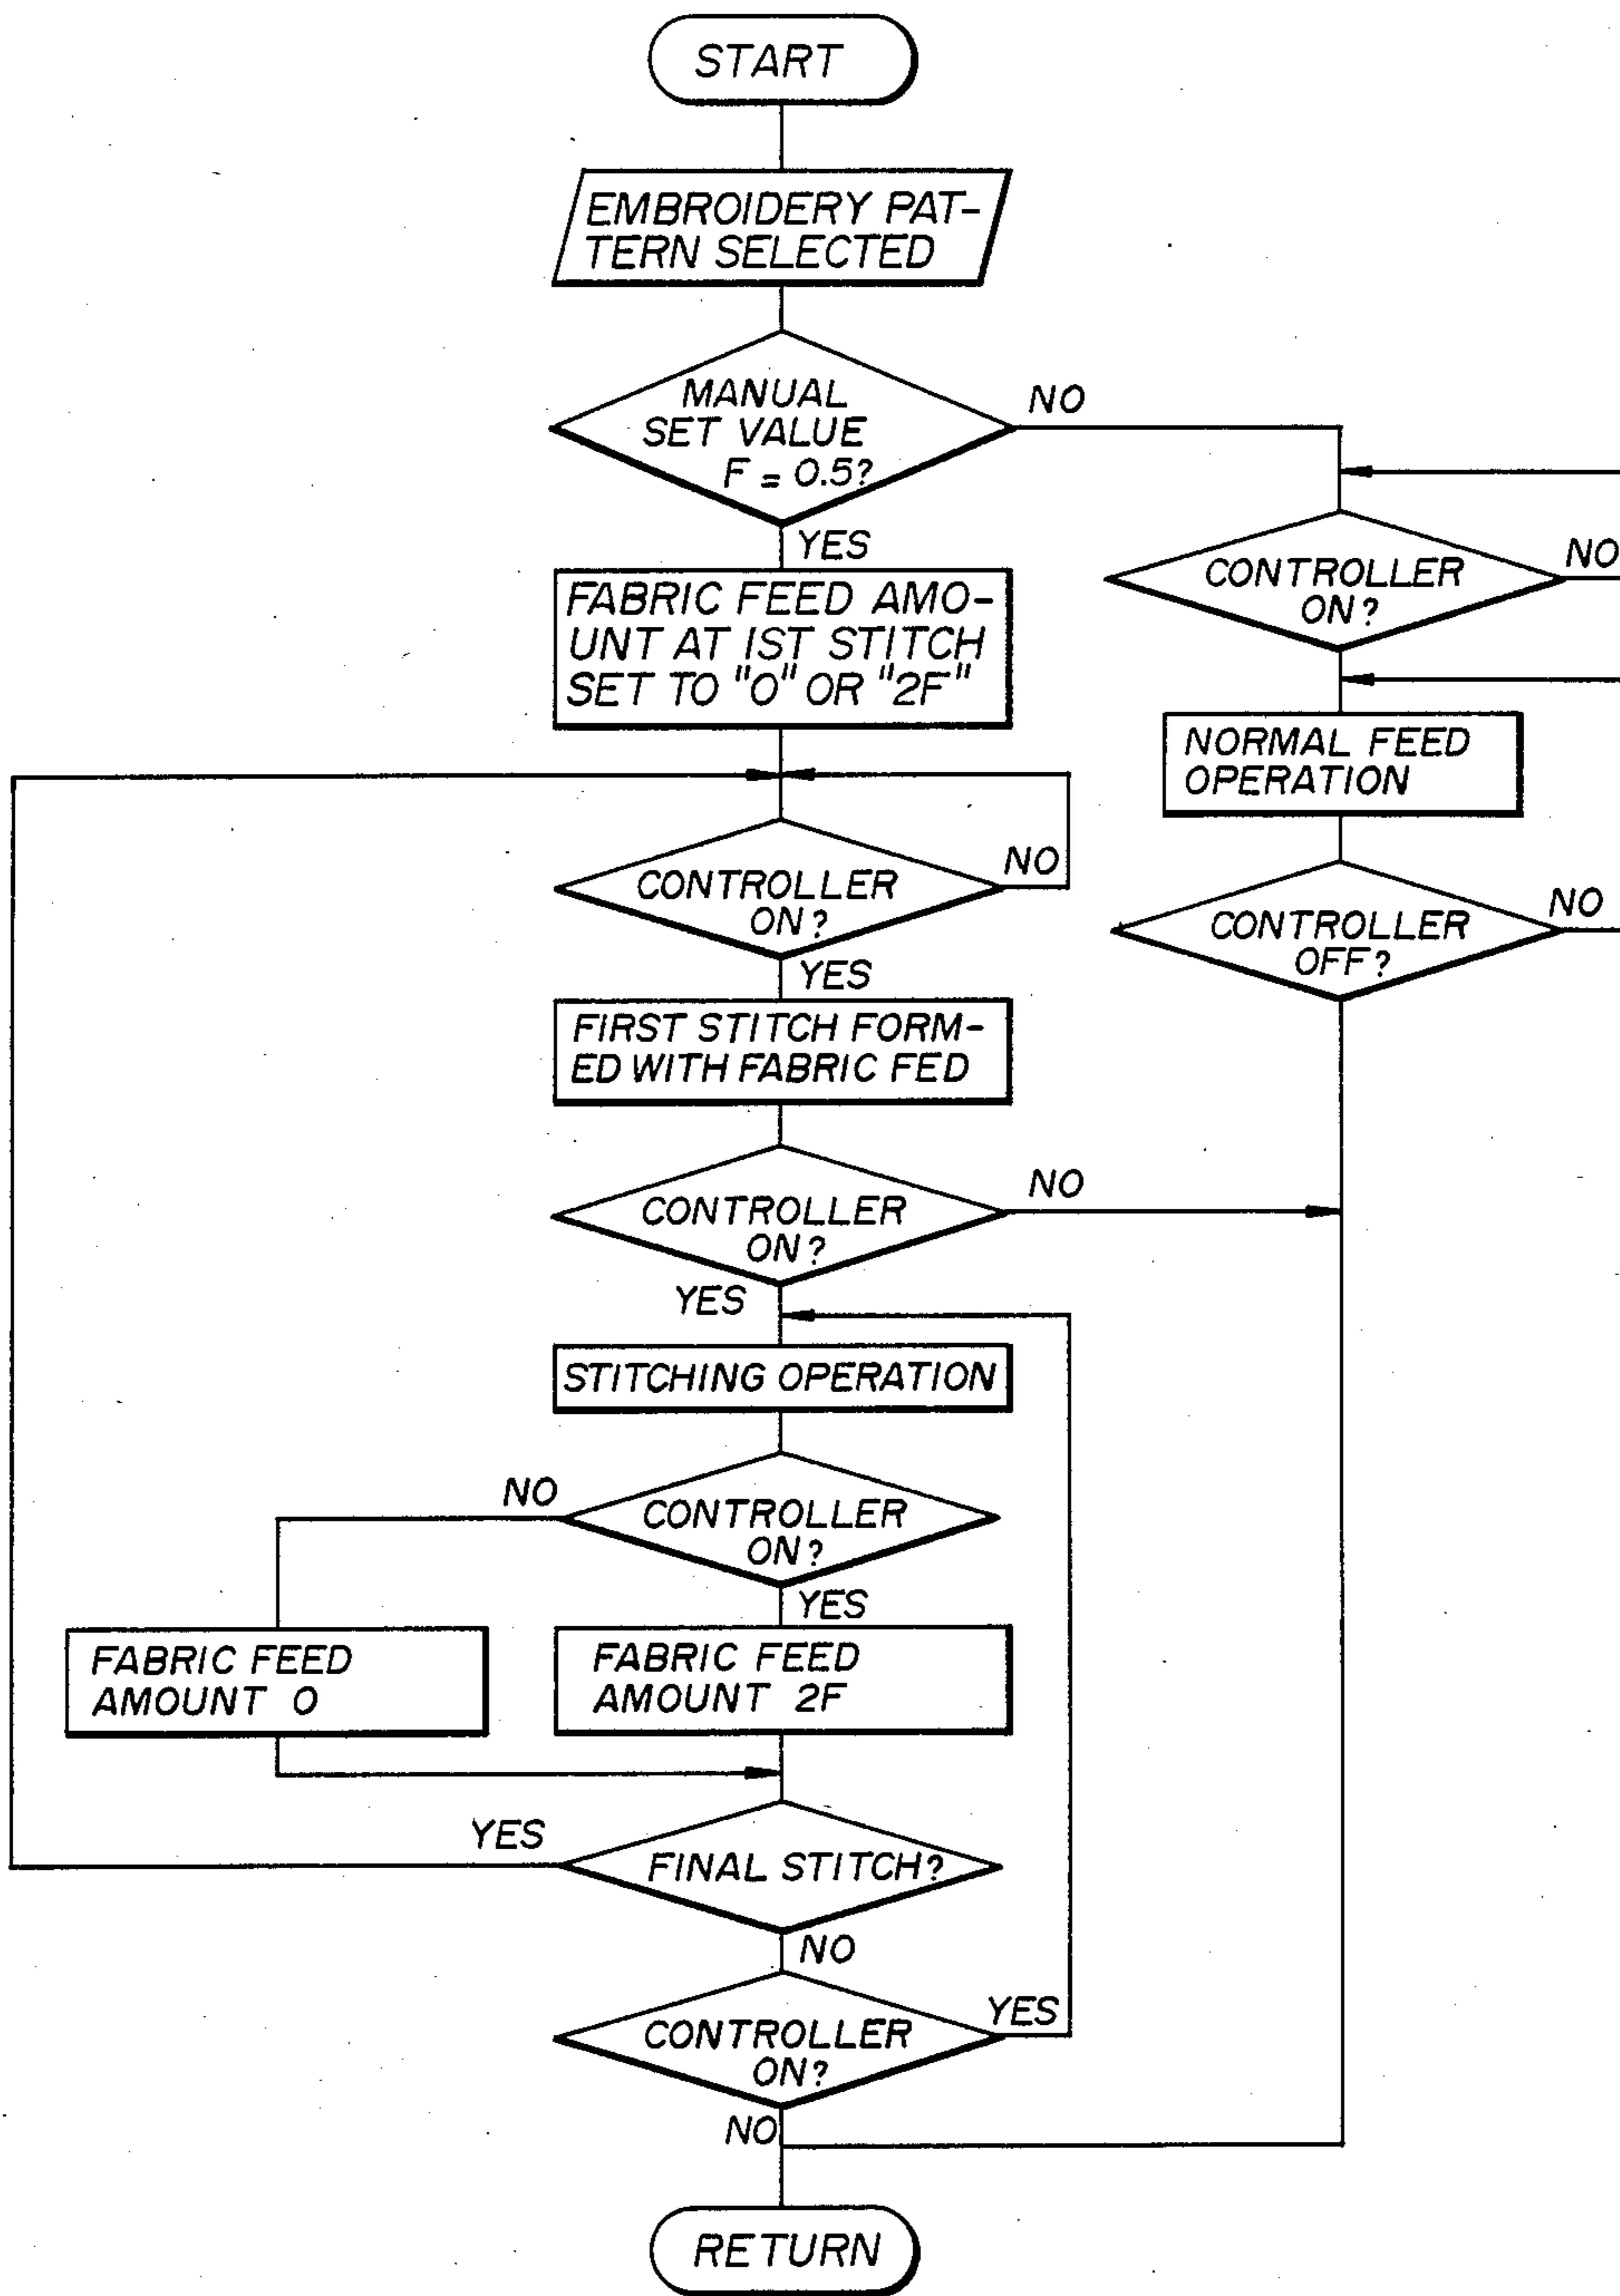 START
EMBROIDERY PAT-
TERN SELECTED
MANUAL
SET VALUE
F = 0.5?
NO
YES
FABRIC FEED AMO-
UNT AT IST STITCH
SET TO "O" OR "2F"
CONTROLLER
ON?
NO
NORMAL FEED
OPERATION
CONTROLLER
ON?
NO
YES
CONTROLLER
OFF?
NO
FIRST STITCH FORM-
ED WITH FABRIC FED
CONTROLLER
ON?
NO
YES
STITCHING OPERATION
CONTROLLER
ON?
NO
YES
FABRIC FEED
AMOUNT O
FABRIC FEED
AMOUNT 2F
FINAL STITCH?
YES
NO
CONTROLLER
ON?
YES
NO
RETURN